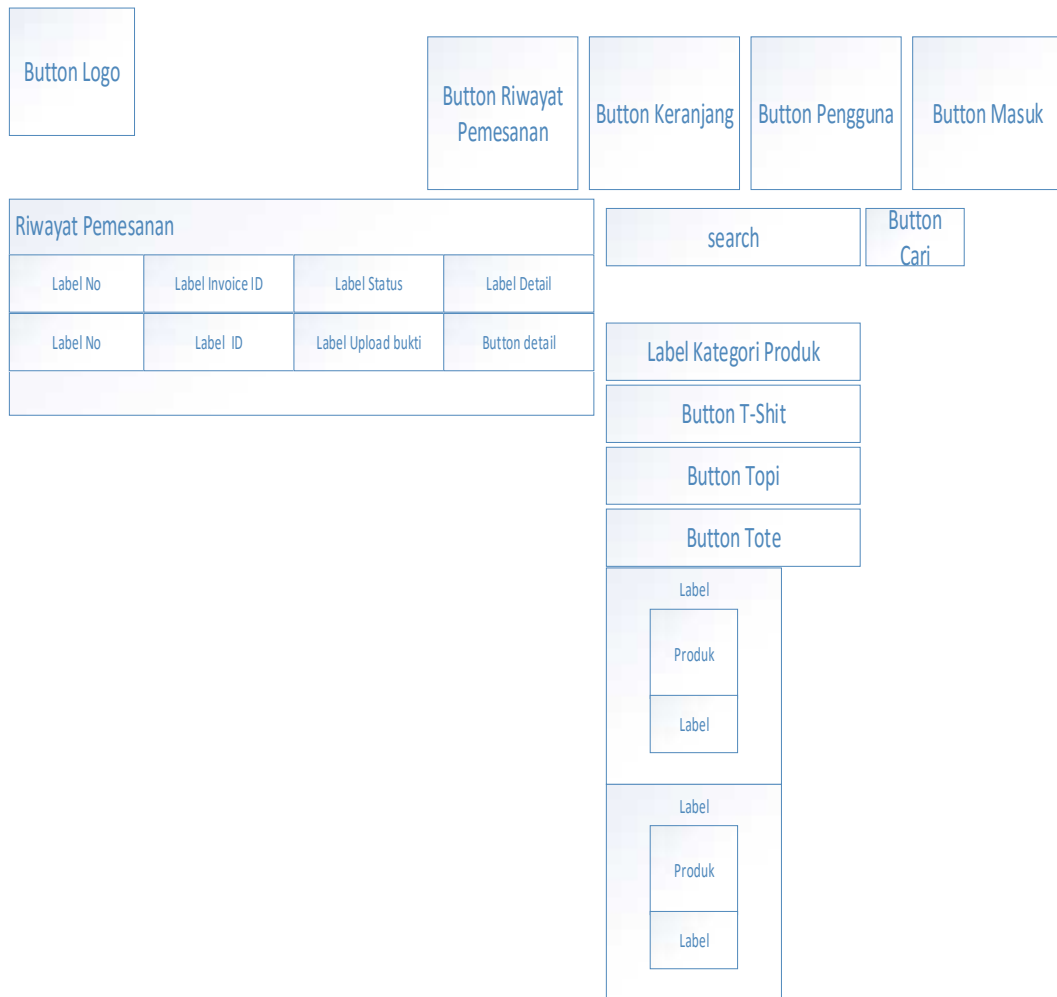 Button Logo
Button Riwayat
Pemesanan
Button Keranjang
Button Pengguna
Button Masuk
Riwayat Pemesanan
Label No
Label Invoice ID
Label Status
Label Detail
Label No
Label ID
Label Upload bukti
Button detail
search
Button
Cari
Label Kategori Produk
Button T-Shit
Button Topi
Button Tote
Label
Produk
Label
Label
Produk
Label